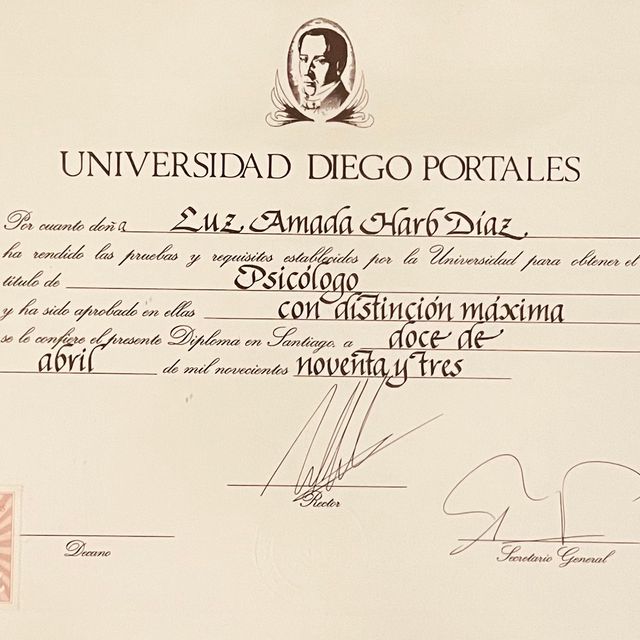 UNIVERSIDAD DIEGO PORTALES
Por cuanto doña Luz Amada Harb Díaz
ha rendido las pruebas y requisitos establecidos por la Universidad para obtener el
título de Psicólogo
y ha sido aprobado en ellas con distinción máxima
se le confiere el presente Diploma en Santiago, a doce de
abril de mil novecientos noventa y tres
Rector
Decano
Secretario General